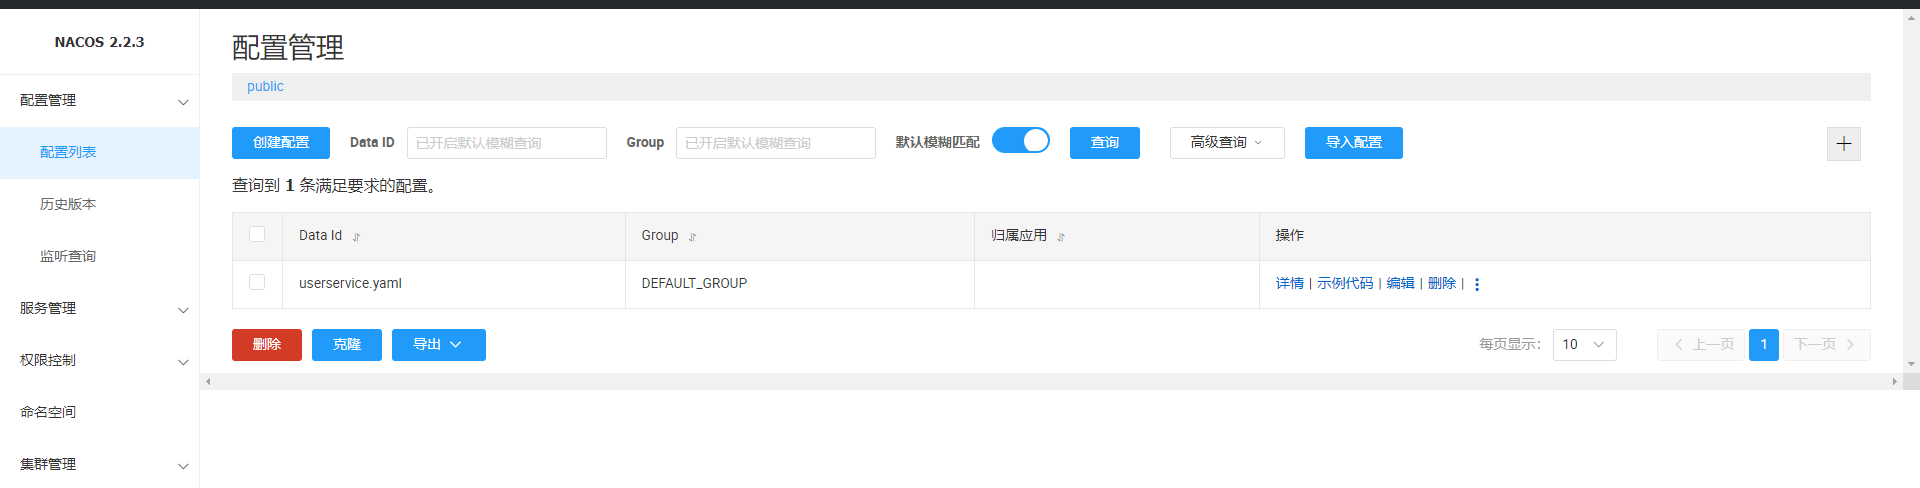 NACOS 2.2.3
配置管理
配置列表
历史版本
监听查询
服务管理
权限控制
命名空间
集群管理
配置管理
public
创建配置 Data ID 已开启默认模糊查询 Group 已开启默认模糊查询 默认模糊匹配 查询 高级查询 导入配置
查询到 1 条满足要求的配置。
Data Id Group 归属应用 操作
userservice.yaml DEFAULT_GROUP 详情 | 示例代码 | 编辑 | 删除 |
删除 克隆 导出 每页显示: 10 上一页 1 下一页